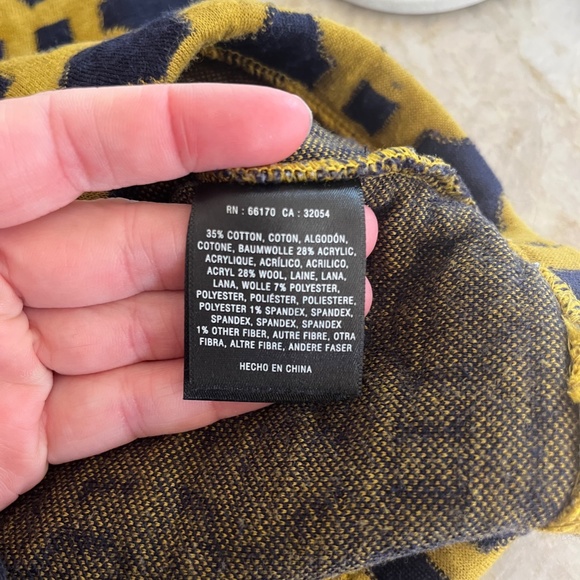 RN : 66170 CA : 32054
35% COTTON, COTON, ALGODÓN,
COTONE, BAUMWOLLE 28% ACRYLIC,
ACRYLIQUE, ACRÍLICO, ACRILICO,
ACRYL 28% WOOL, LAINE, LANA,
LANA, WOLLE 7% POLYESTER,
POLYESTER, POLIÉSTER, POLIESTERE,
POLYESTER 1% SPANDEX, SPANDEX,
SPANDEX, SPANDEX, SPANDEX
1% OTHER FIBER, AUTRE FIBRE, OTRA
FIBRA, ALTRE FIBRE, ANDERE FASER
HECHO EN CHINA